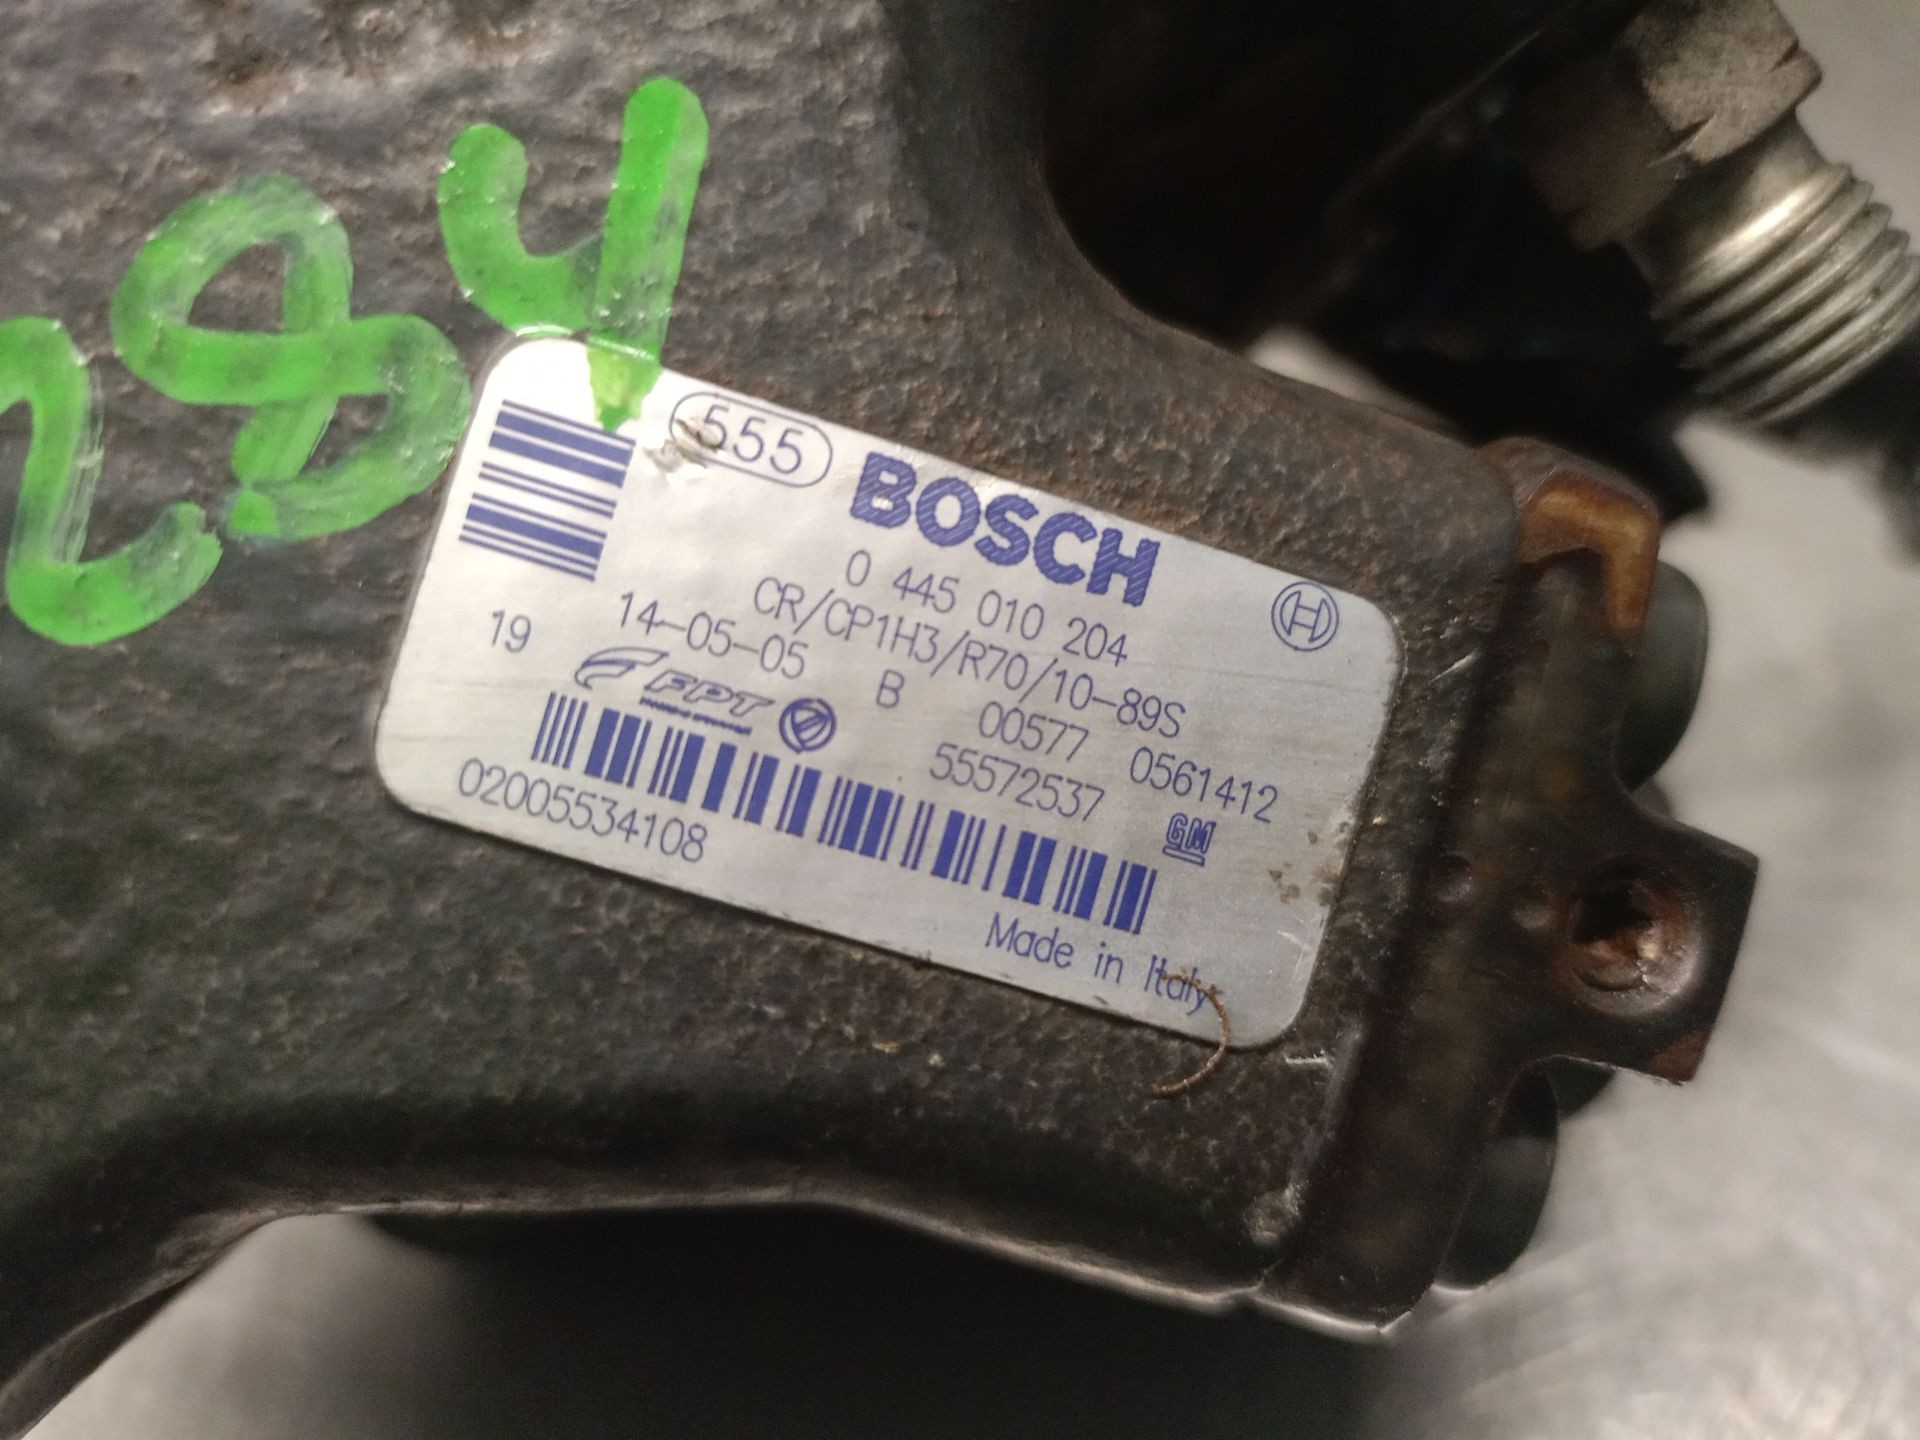 284
555
BOSCH
0 445 010 204
CR/CP1H3/R70/10-89S
19 14-05-05 B 00577 0561412
FPT 55572537 GM
02005534108
Made in Italy